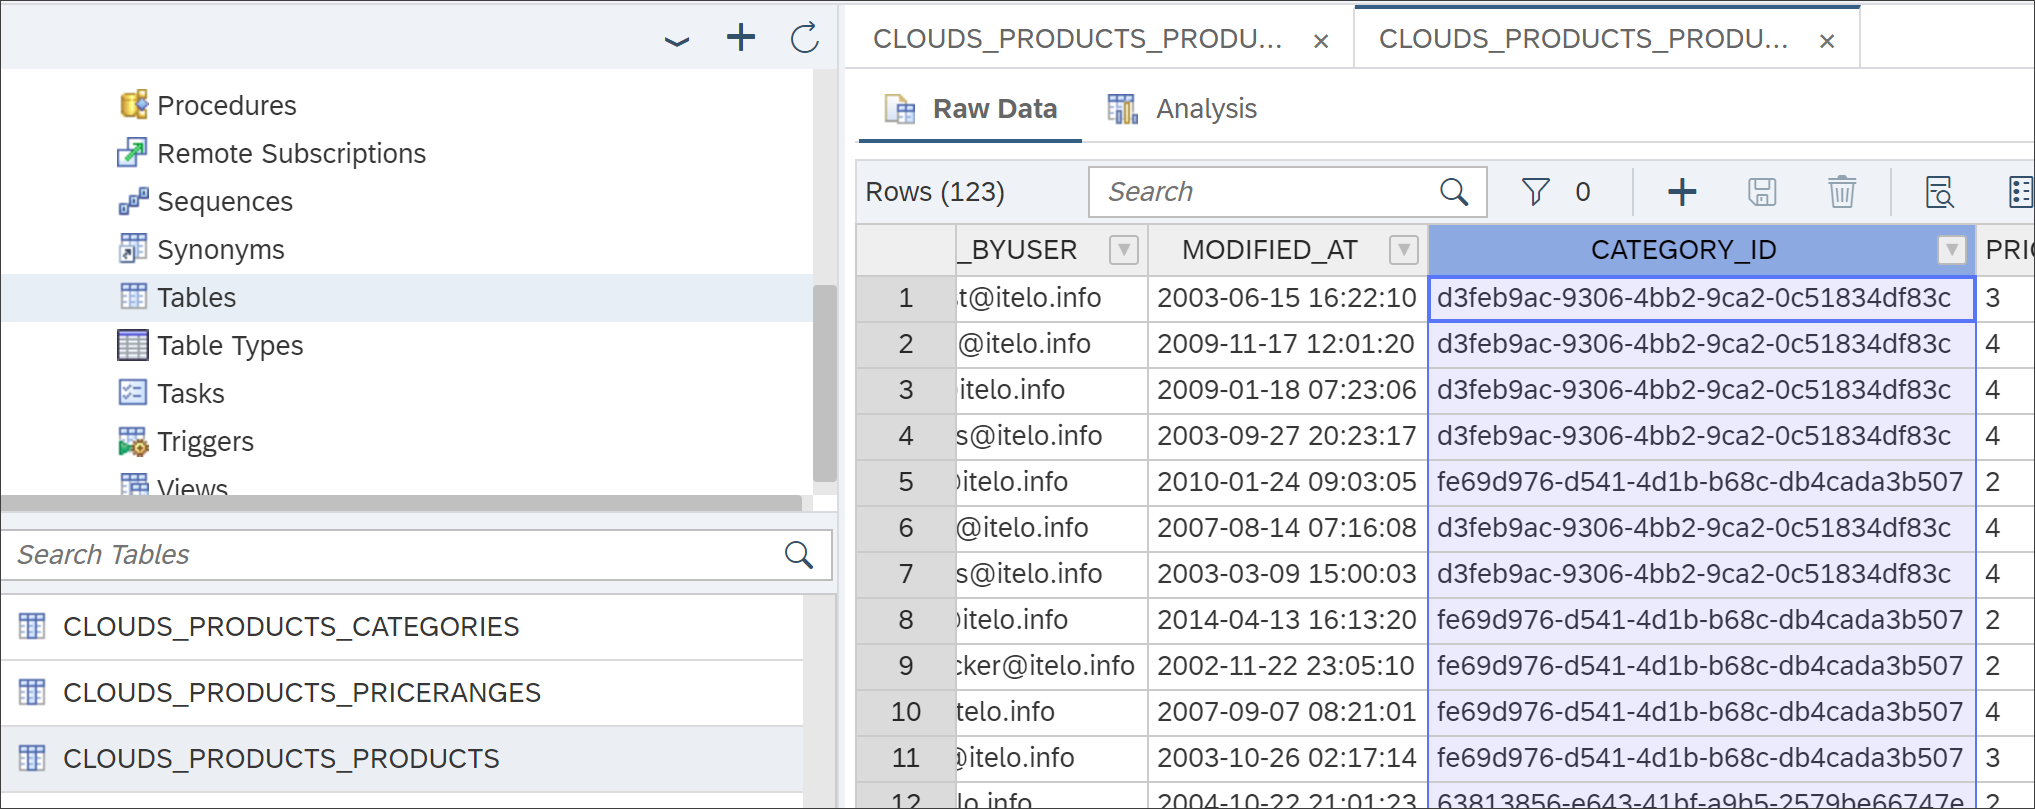 Procedures
Remote Subscriptions
Sequences
Synonyms
Tables
Table Types
Tasks
Triggers
Views
Search Tables
CLOUDS_PRODUCTS_CATEGORIES
CLOUDS_PRODUCTS_PRICERANGES
CLOUDS_PRODUCTS_PRODUCTS
CLOUDS_PRODUCTS_PRODU... × CLOUDS_PRODUCTS_PRODU... ×
Raw Data Analysis
Rows (123) Search 0
_BYUSER MODIFIED_AT CATEGORY_ID PRIC
1 t@itelo.info 2003-06-15 16:22:10 d3feb9ac-9306-4bb2-9ca2-0c51834df83c 3
2 @itelo.info 2009-11-17 12:01:20 d3feb9ac-9306-4bb2-9ca2-0c51834df83c 4
3 itelo.info 2009-01-18 07:23:06 d3feb9ac-9306-4bb2-9ca2-0c51834df83c 4
4 s@itelo.info 2003-09-27 20:23:17 d3feb9ac-9306-4bb2-9ca2-0c51834df83c 4
5 itelo.info 2010-01-24 09:03:05 fe69d976-d541-4d1b-b68c-db4cada3b507 2
6 @itelo.info 2007-08-14 07:16:08 d3feb9ac-9306-4bb2-9ca2-0c51834df83c 4
7 s@itelo.info 2003-03-09 15:00:03 d3feb9ac-9306-4bb2-9ca2-0c51834df83c 4
8 itelo.info 2014-04-13 16:13:20 fe69d976-d541-4d1b-b68c-db4cada3b507 2
9 cker@itelo.info 2002-11-22 23:05:10 fe69d976-d541-4d1b-b68c-db4cada3b507 2
10 telo.info 2007-09-07 08:21:01 fe69d976-d541-4d1b-b68c-db4cada3b507 4
11 @itelo.info 2003-10-26 02:17:14 fe69d976-d541-4d1b-b68c-db4cada3b507 3
12 lo.info 2004-10-22 21:01:23 63813856-e643-41bf-a9b5-2579be66747e 2